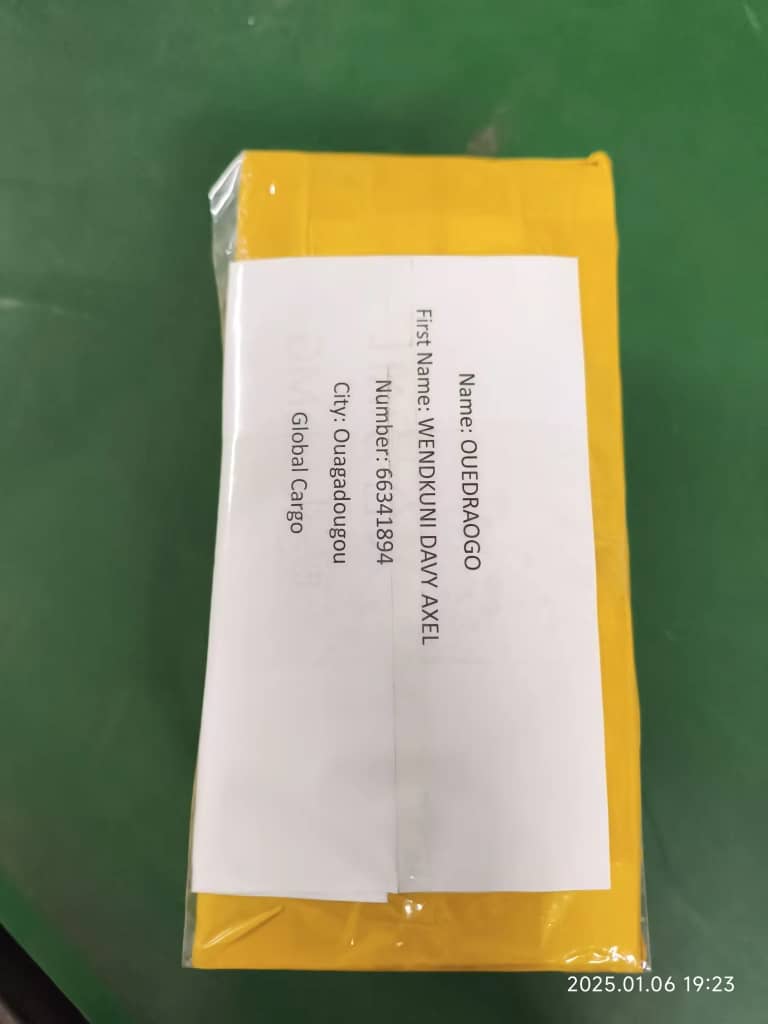 Name: OUEDRAOGO
First Name: WENDKUNI DAVY AXEL
Number: 66341894
City: Ouagadougou
Global Cargo
2025.01.06 19:23